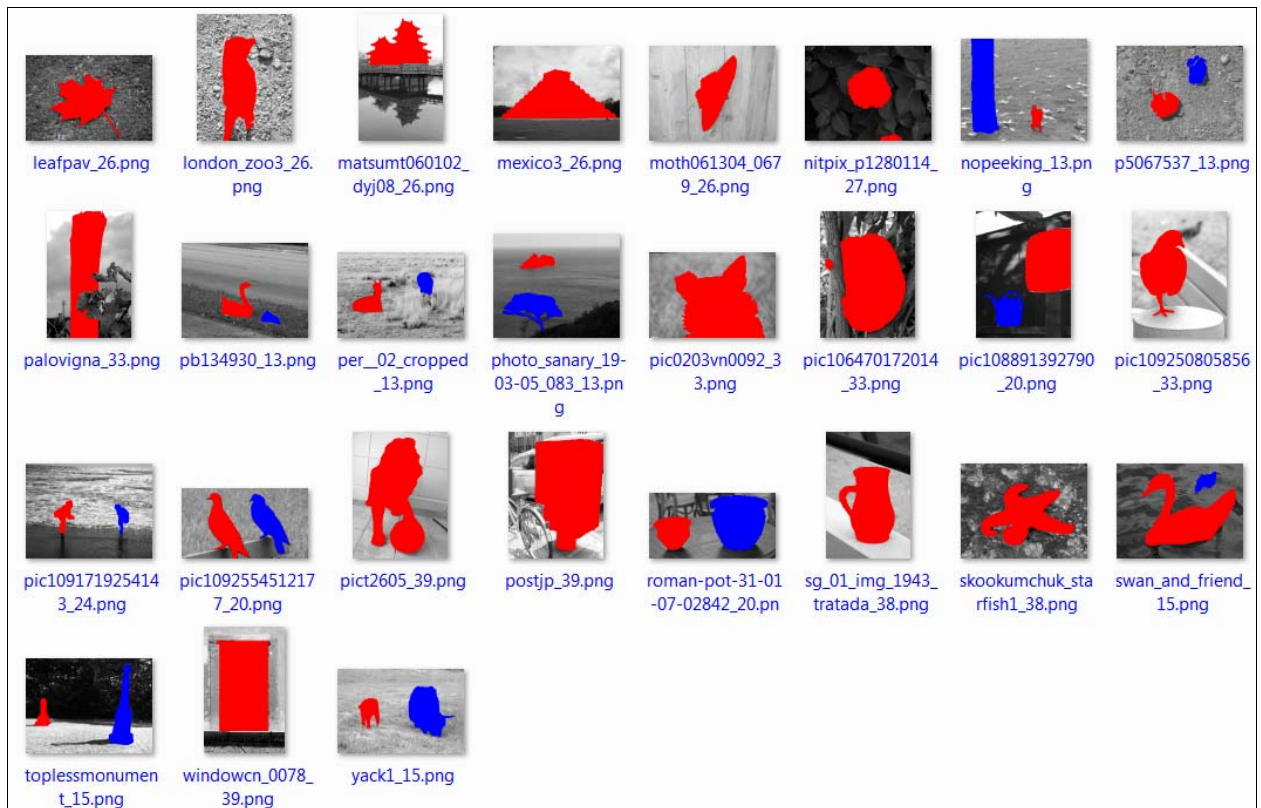 leafpav_26.png
london_zoo3_26.
png
matsumt060102_
dyj08_26.png
mexico3_26.png
moth061304_067
9_26.png
nitpix_p1280114_
27.png
nopeeking_13.pn
g
p5067537_13.png
palovigna_33.png
pb134930_13.png
per__02_cropped
_13.png
photo_sanary_19-
03-05_083_13.pn
g
pic0203vn0092_3
3.png
pic106470172014
_33.png
pic108891392790
_20.png
pic109250805856
_33.png
pic109171925414
3_24.png
pic109255451217
7_20.png
pict2605_39.png
postjp_39.png
roman-pot-31-01
-07-02842_20.pn
sg_01_img_1943_
tratada_38.png
skookumchuk_sta
rfish1_38.png
swan_and_friend_
15.png
toplessmonumen
t_15.png
windowcn_0078_
39.png
yack1_15.png